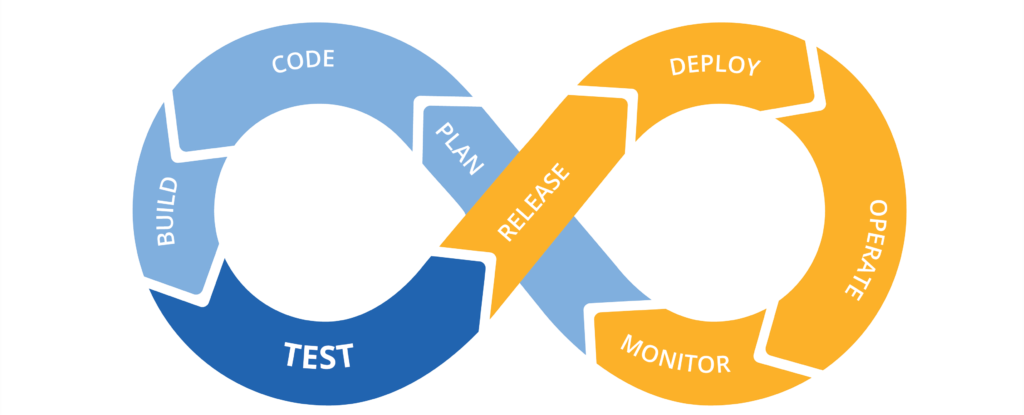 CODE
DEPLOY
PLAN
BUILD
RELEASE
OPERATE
TEST
MONITOR